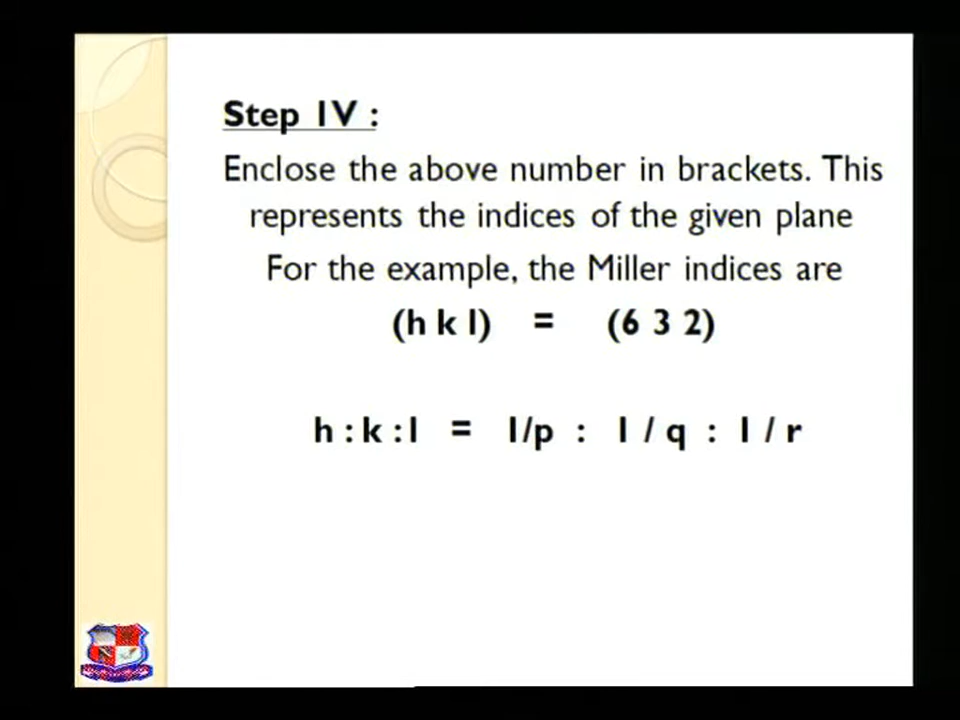 Step IV :
Enclose the above number in brackets. This
represents the indices of the given plane
For the example, the Miller indices are
(h k l) = (6 3 2)
h : k : l = 1/p : 1 / q : 1 / r